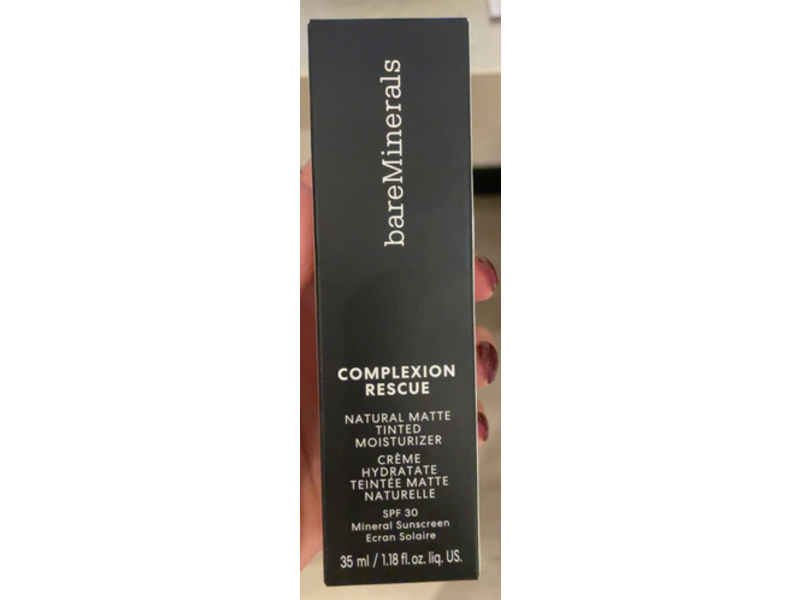 bareMinerals
COMPLEXION
RESCUE
NATURAL MATTE
TINTED
MOISTURIZER
CRÈME
HYDRATATE
TEINTÉE MATTE
NATURELLE
SPF 30
Mineral Sunscreen
Ecran Solaire
35 ml / 1.18 fl. oz. liq. US.